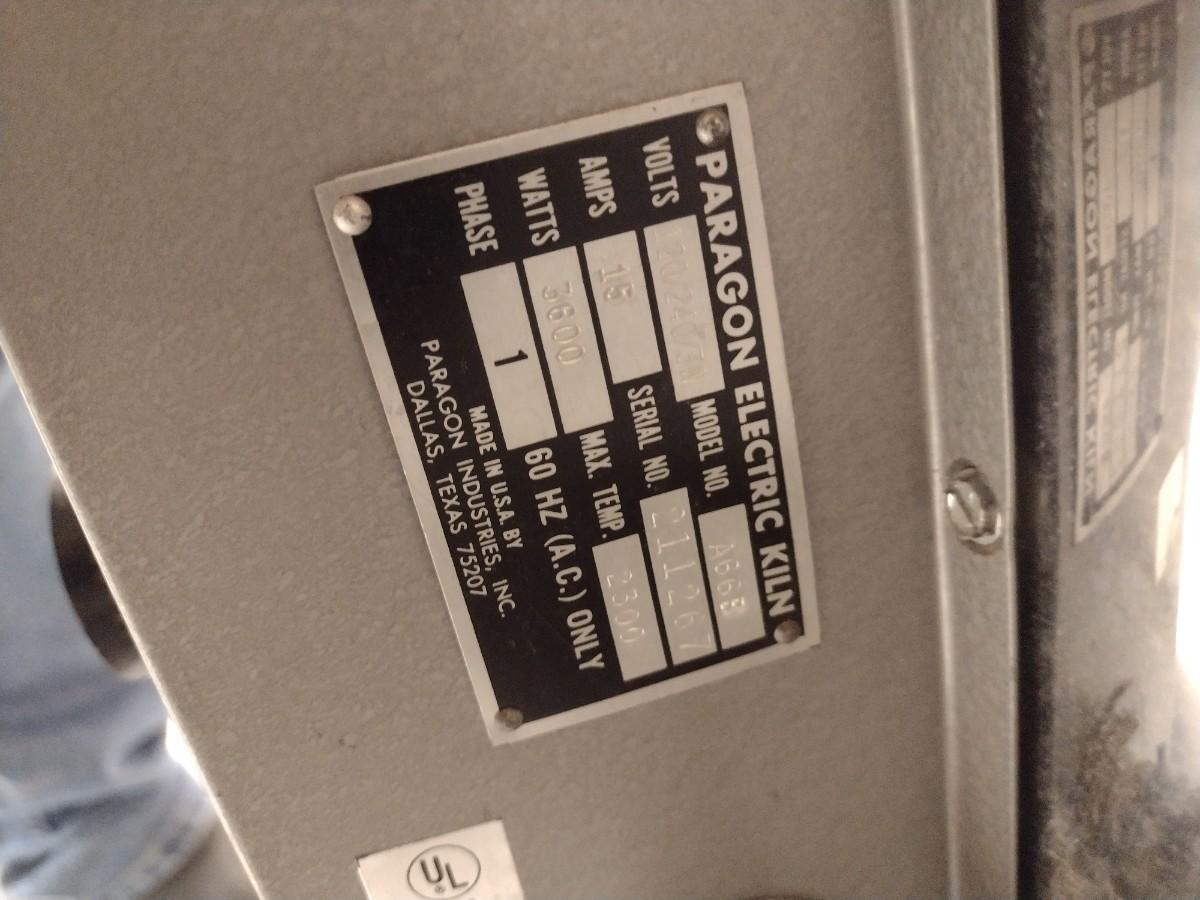 PARAGON ELECTRIC KILN
VOLTS 120/240/3W MODEL NO. A66B
AMPS 15 SERIAL NO. 211267
WATTS 3600 MAX. TEMP. 2300
PHASE 1 60 HZ (A.C.) ONLY
MADE IN U.S.A. BY
PARAGON INDUSTRIES, INC.
DALLAS, TEXAS 75207
UL®